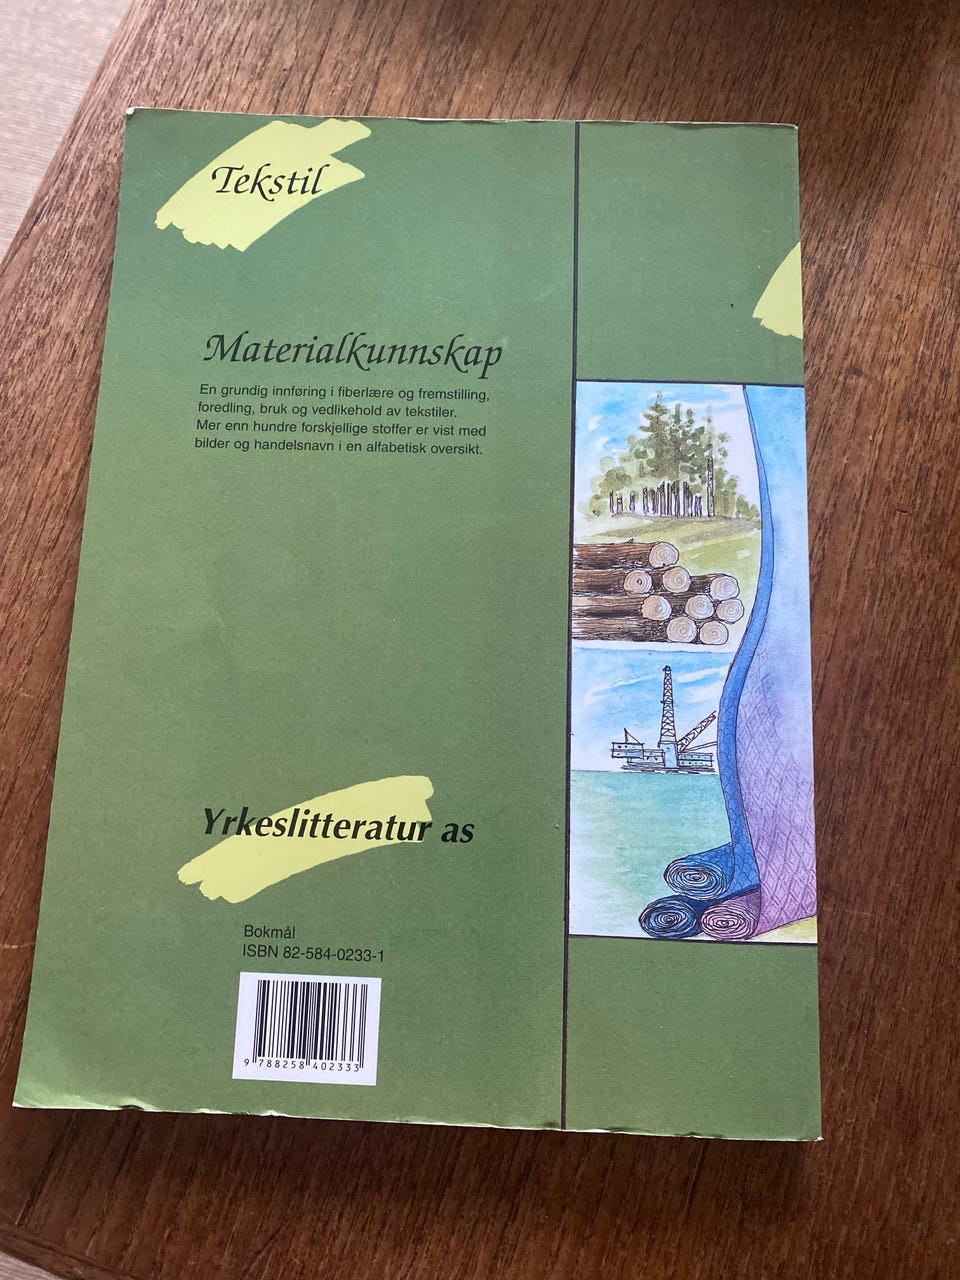 Tekstil
Materialkunnskap
En grundig innføring i fiberlære og fremstilling,
foredling, bruk og vedlikehold av tekstiler.
Mer enn hundre forskjellige stoffer er vist med
bilder og handelsnavn i en alfabetisk oversikt.
Yrkeslitteratur as
Bokmål
ISBN 82-584-0233-1
9 788258 402333